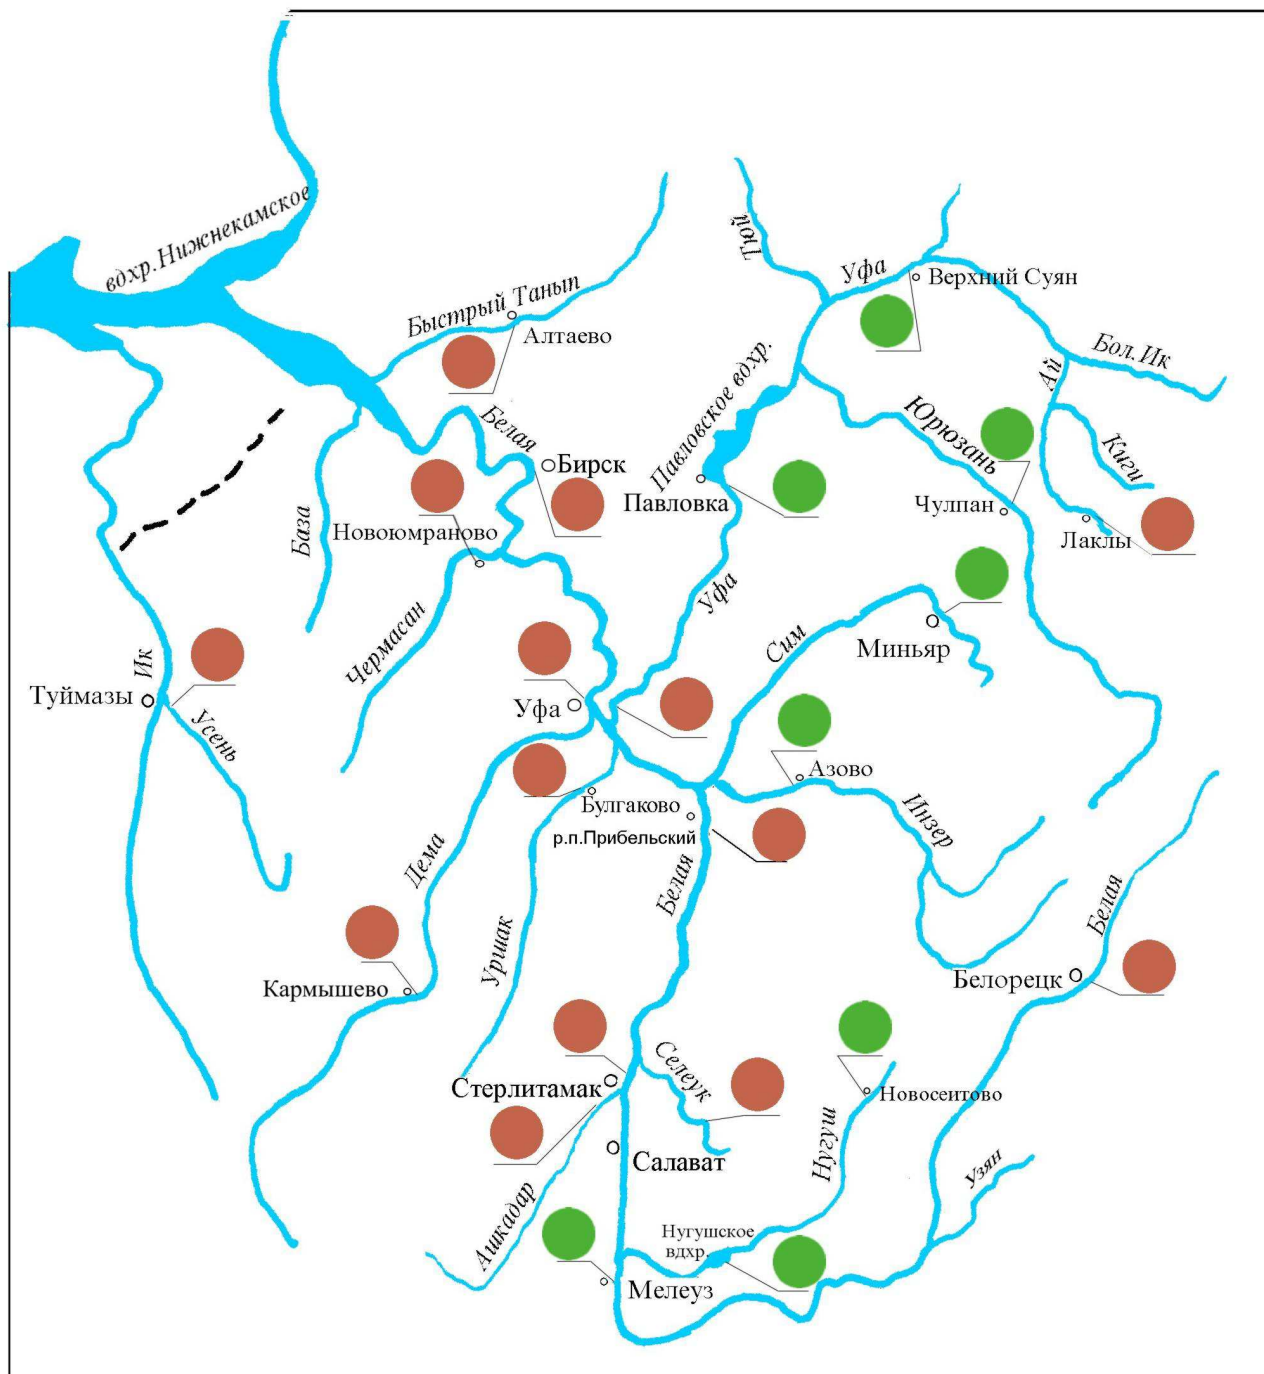 вдхр.Нижнекамское
Тюй
Уфа
Верхний Суян
Быстрый Танып
Алтаево
Бол. Ик
Ай
Павловское вдхр.
Юрюзань
Киги
Белая
Бирск
Павловка
Чулпан
Лаклы
База
Новоюмраново
Уфа
Чермасан
Сим
Миньяр
Ик
Туймазы
Усень
Уфа
Азово
Булгаково
р.п.Прибельский
Инзер
Дема
Белая
Белая
Уршак
Кармышево
Белорецк
Селеук
Стерлитамак
Новосеитово
Нугуш
Салават
Узян
Ашкадар
Нугушское
вдхр.
Мелеуз